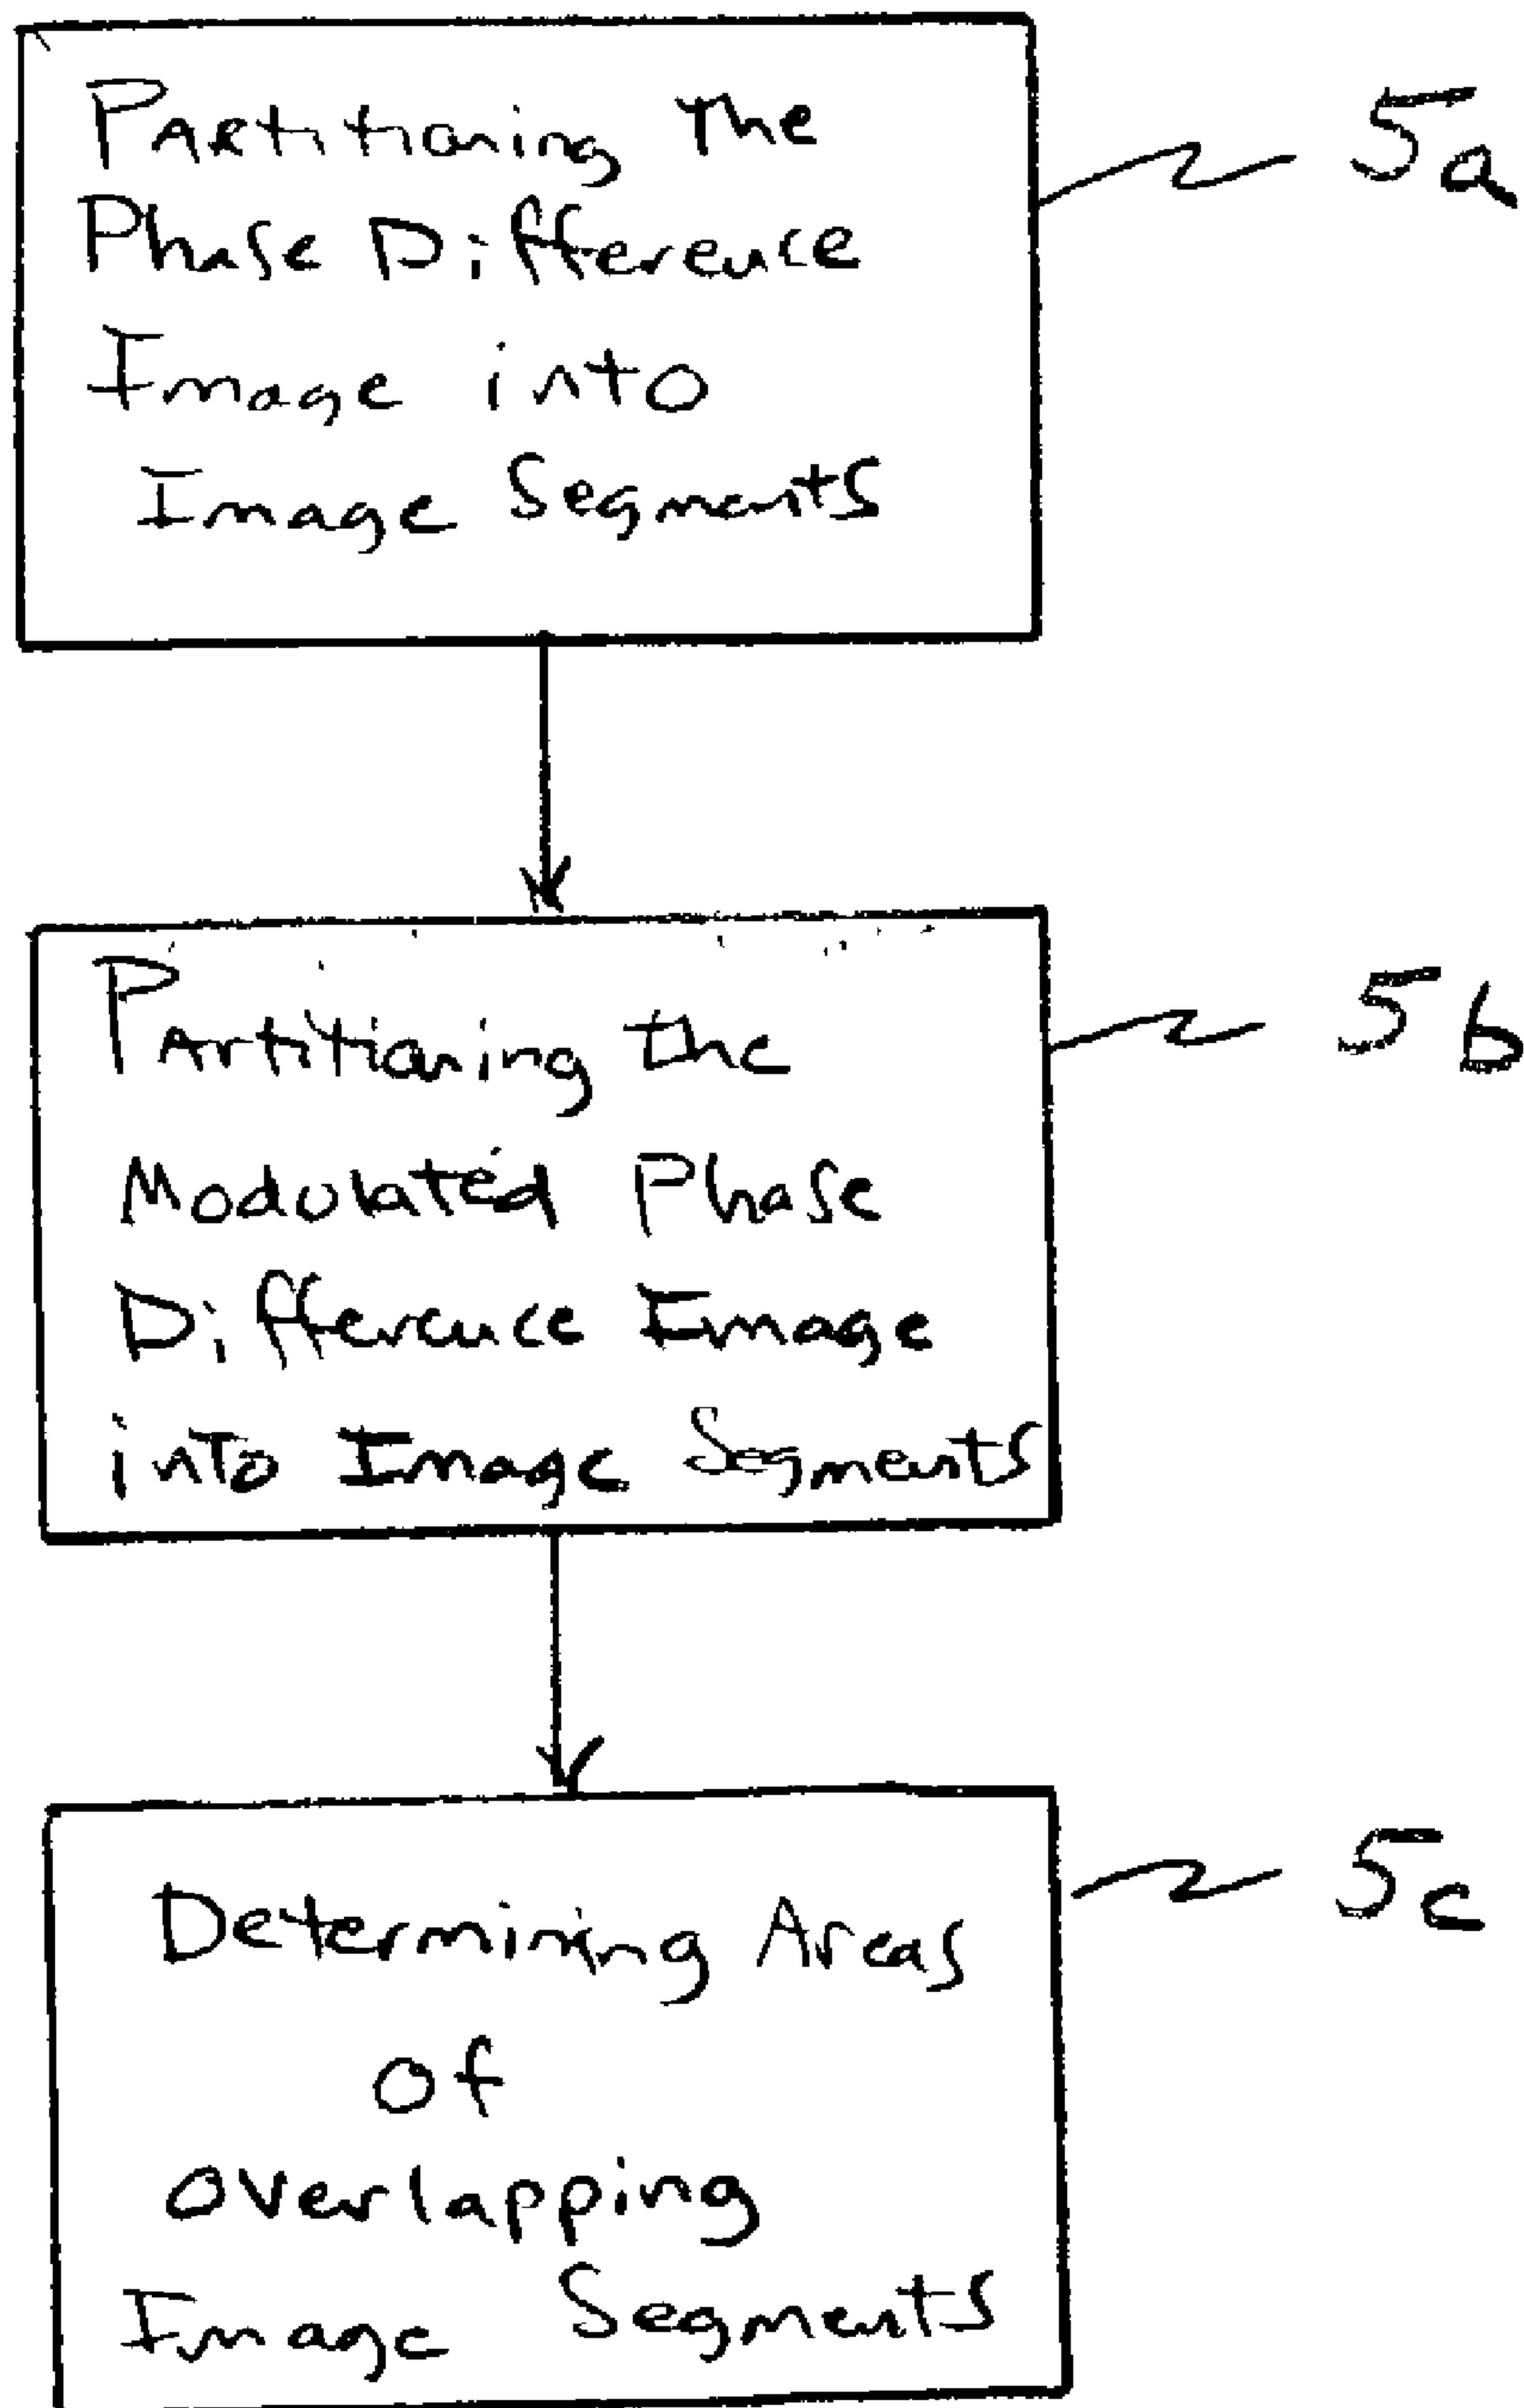 Partitioning The
Phase Difference
Image into
Image Segments
5a
Partitioning the
Modulated Phase
Difference Image
into Image Segments
5b
Determining Areas
of
Overlapping
Image Segments
5c